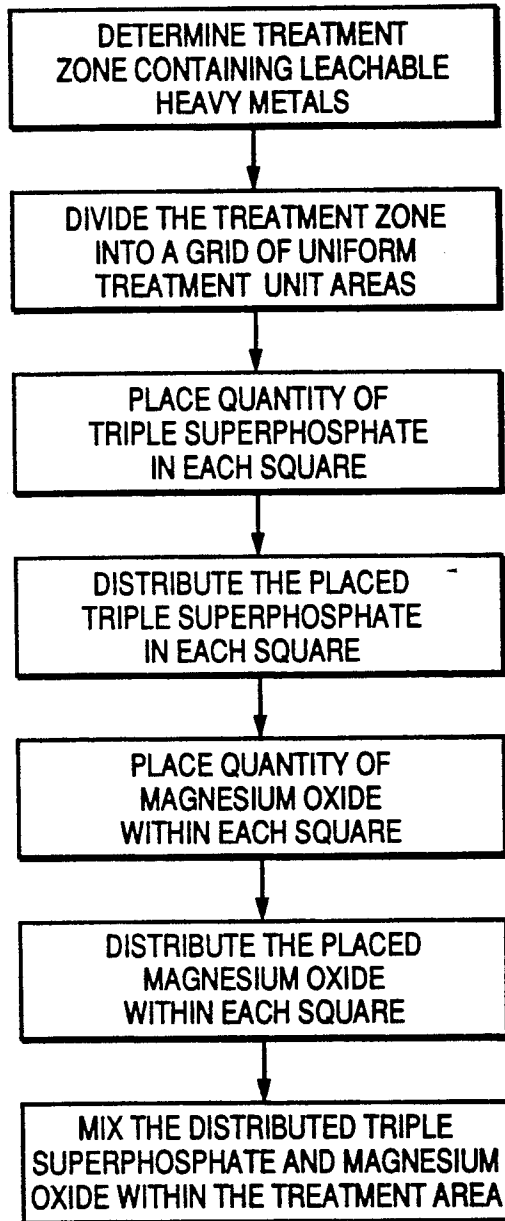 DETERMINE TREATMENT
ZONE CONTAINING LEACHABLE
HEAVY METALS
DIVIDE THE TREATMENT ZONE
INTO A GRID OF UNIFORM
TREATMENT UNIT AREAS
PLACE QUANTITY OF
TRIPLE SUPERPHOSPHATE
IN EACH SQUARE
DISTRIBUTE THE PLACED
TRIPLE SUPERPHOSPHATE
IN EACH SQUARE
PLACE QUANTITY OF
MAGNESIUM OXIDE
WITHIN EACH SQUARE
DISTRIBUTE THE PLACED
MAGNESIUM OXIDE
WITHIN EACH SQUARE
MIX THE DISTRIBUTED TRIPLE
SUPERPHOSPHATE AND MAGNESIUM
OXIDE WITHIN THE TREATMENT AREA